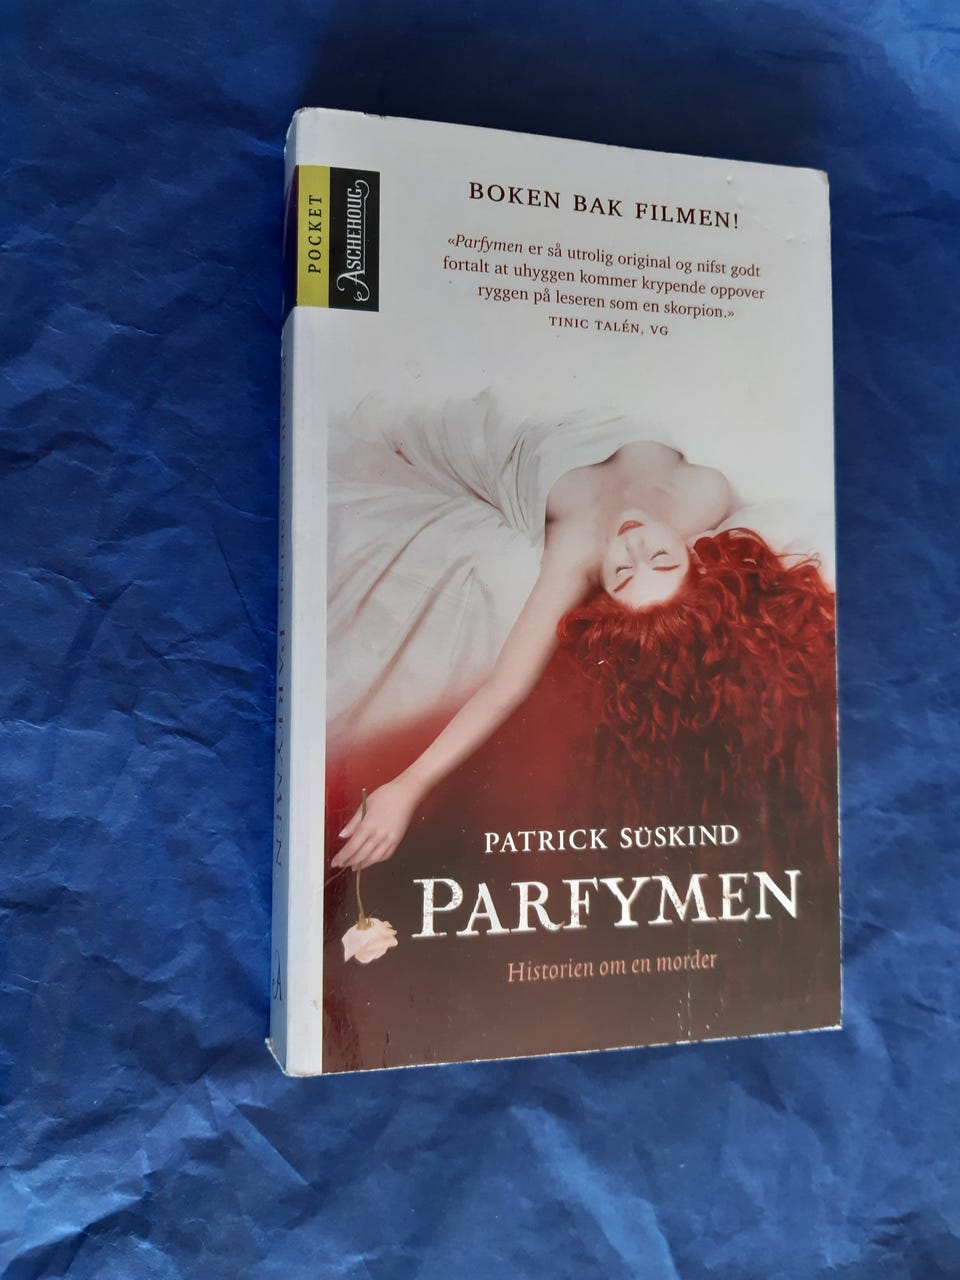 POCKET
ASCHEHOUG
BOKEN BAK FILMEN!
«Parfymen er så utrolig original og nifst godt
fortalt at uhyggen kommer krypende oppover
ryggen på leseren som en skorpion.»
TINIC TALÉN, VG
PATRICK SÜSKIND
PARFYMEN
Historien om en morder
PARFYMEN
A